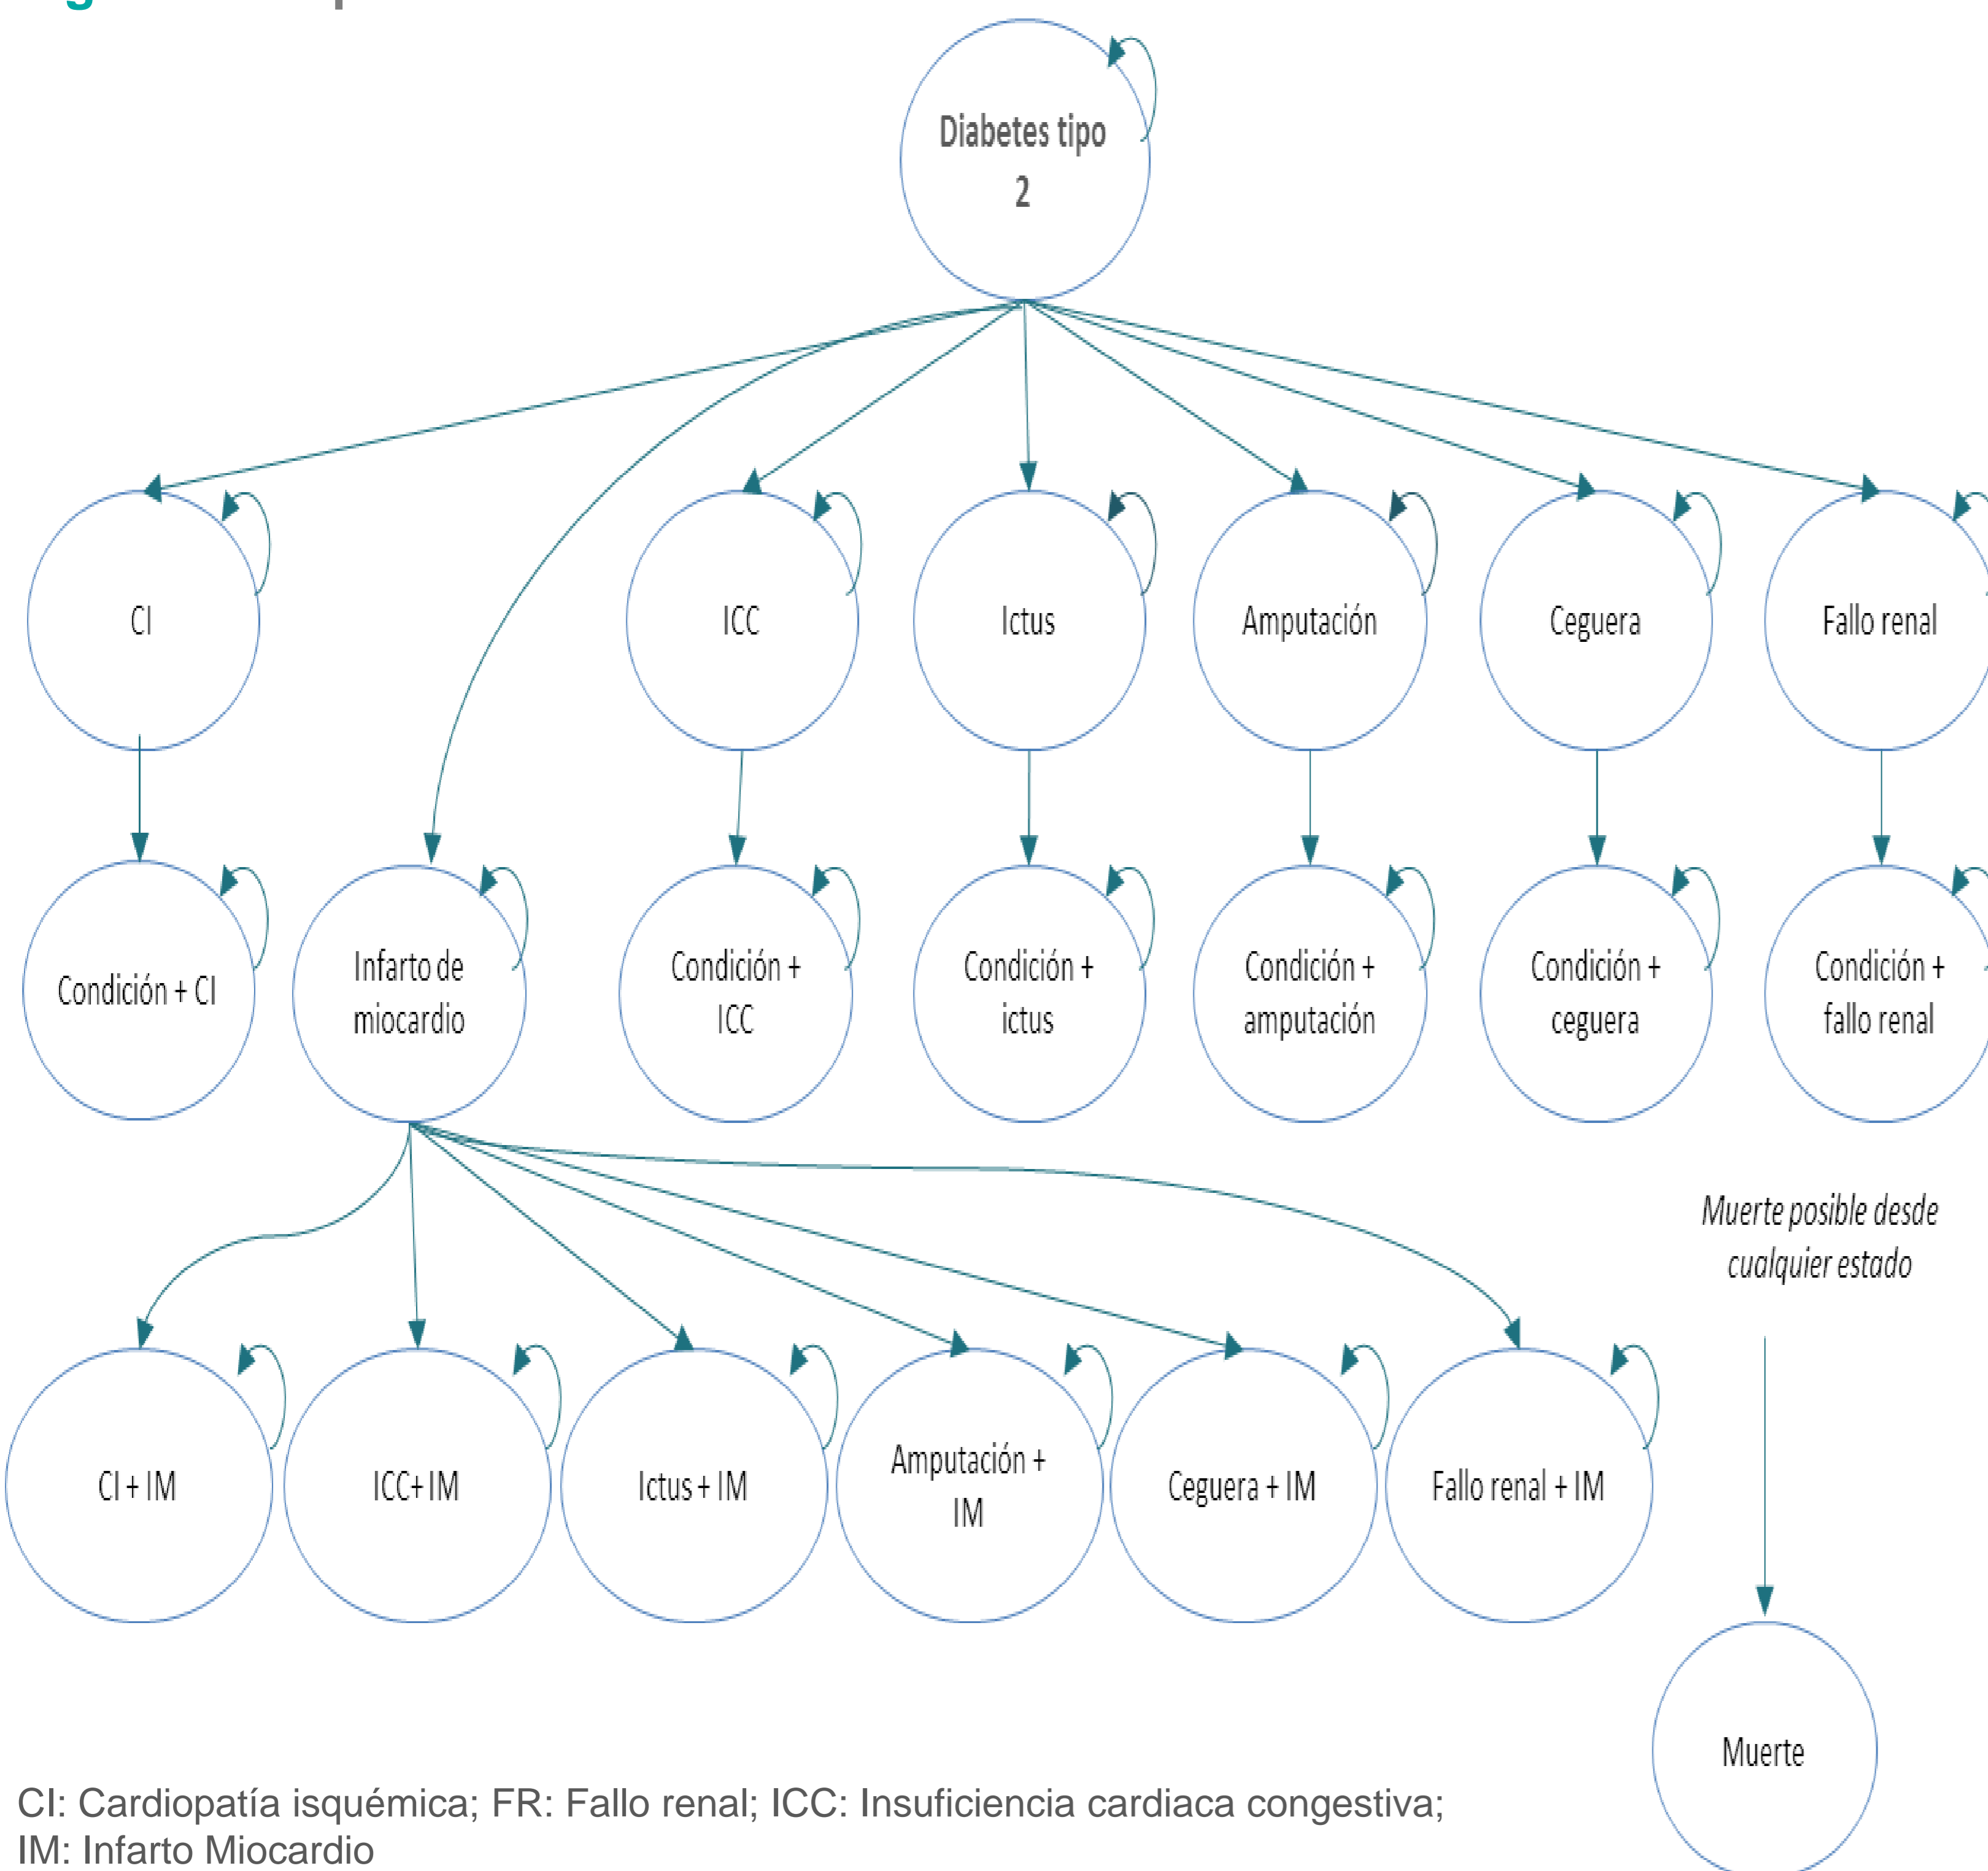 Diabetes tipo
2
CI
ICC
Ictus
Amputación
Ceguera
Fallo renal
Condición + CI
Infarto de
miocardio
Condición +
ICC
Condición +
ictus
Condición +
amputación
Condición +
ceguera
Condición +
fallo renal
Muerte posible desde
cualquier estado
CI + IM
ICC+ IM
Ictus + IM
Amputación +
IM
Ceguera + IM
Fallo renal + IM
Muerte
CI: Cardiopatía isquémica; FR: Fallo renal; ICC: Insuficiencia cardiaca congestiva;
IM: Infarto Miocardio